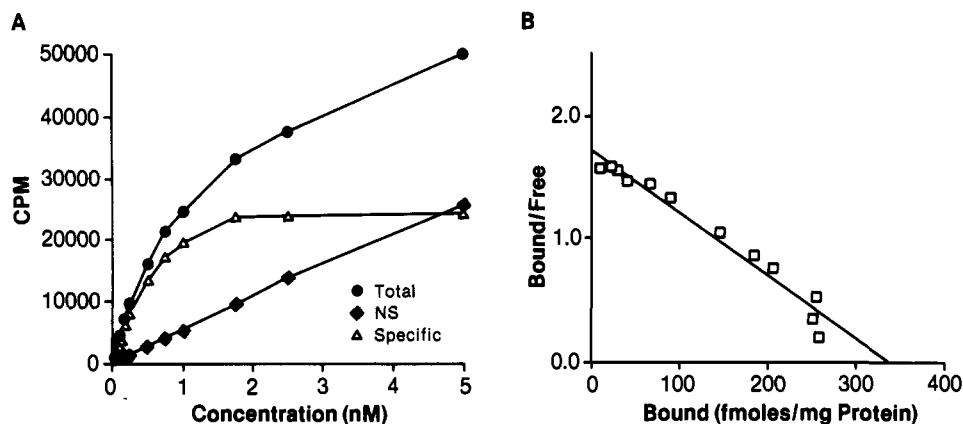 A
CPM
50000
40000
30000
20000
10000
0
0 1 2 3 4 5
Concentration (nM)
Total
NS
Specific
B
Bound/Free
2.0
1.0
0.0
0 100 200 300 400
Bound (fmoles/mg Protein)